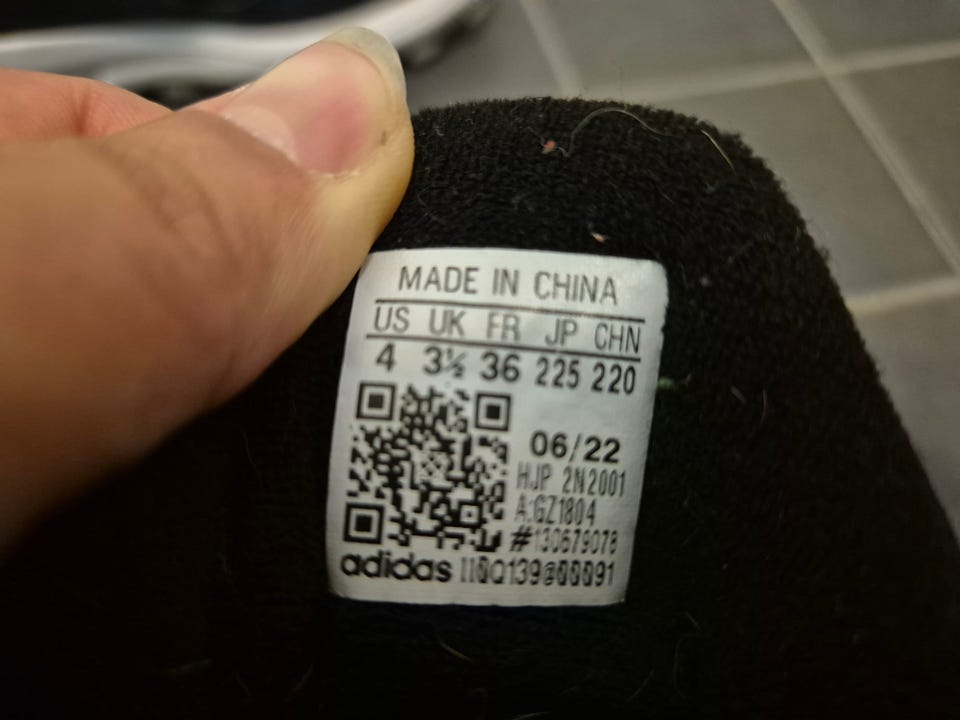 MADE IN CHINA
US UK FR JP CHN
4 3½ 36 225 220
06/22
HJP 2N2001
A:GZ1804
#130679078
adidas